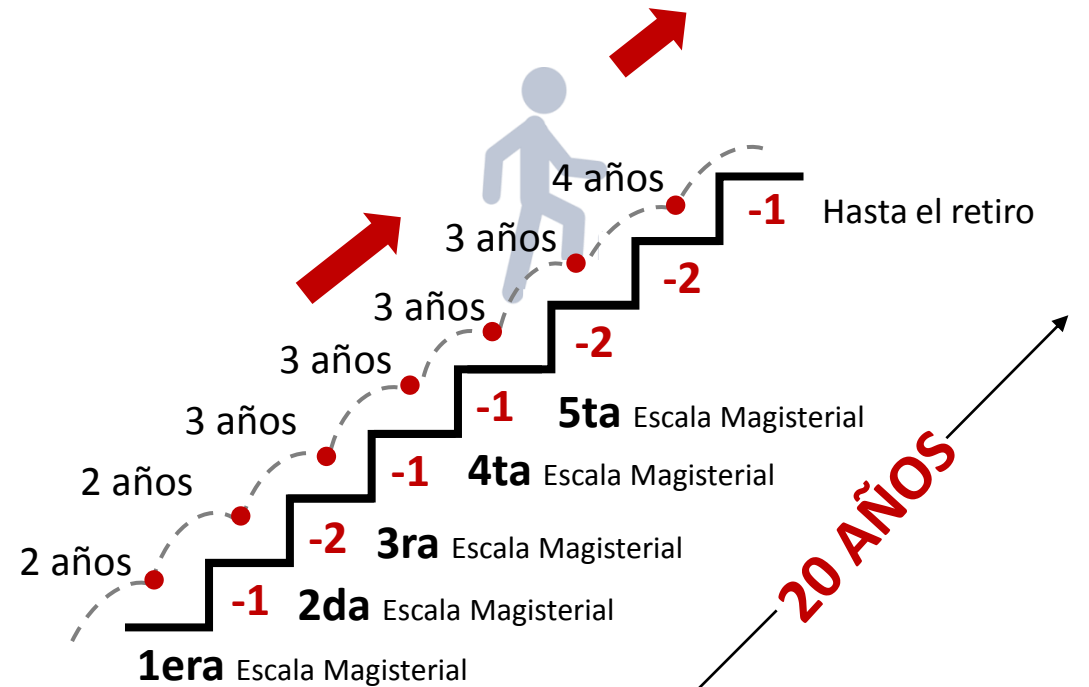 4 años
-1 Hasta el retiro
3 años
-2
3 años
-2
3 años
-1 5ta Escala Magisterial
3 años
-1 4ta Escala Magisterial
2 años
-2 3ra Escala Magisterial
2 años
-1 2da Escala Magisterial
1era Escala Magisterial
20 AÑOS